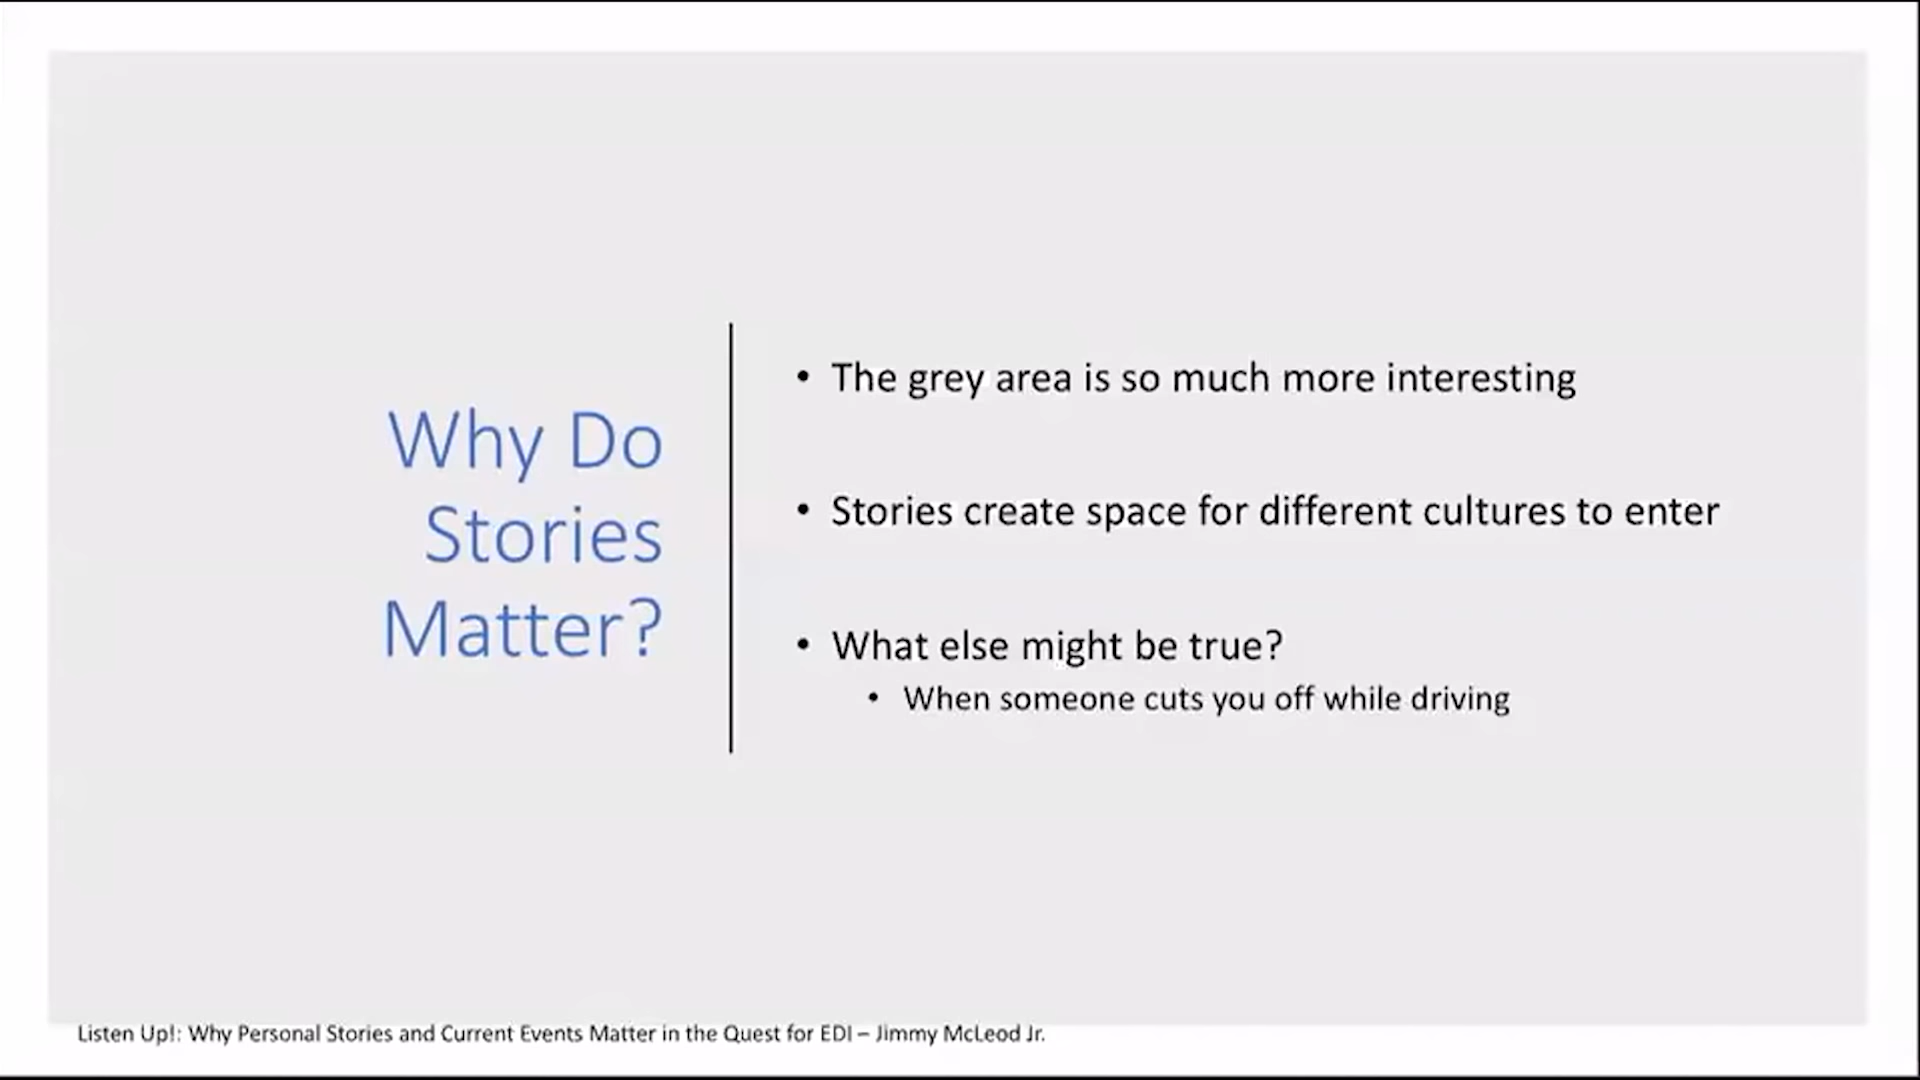 Why Do
Stories
Matter?
• The grey area is so much more interesting
• Stories create space for different cultures to enter
• What else might be true?
• When someone cuts you off while driving
Listen Up!: Why Personal Stories and Current Events Matter in the Quest for EDI – Jimmy McLeod Jr.